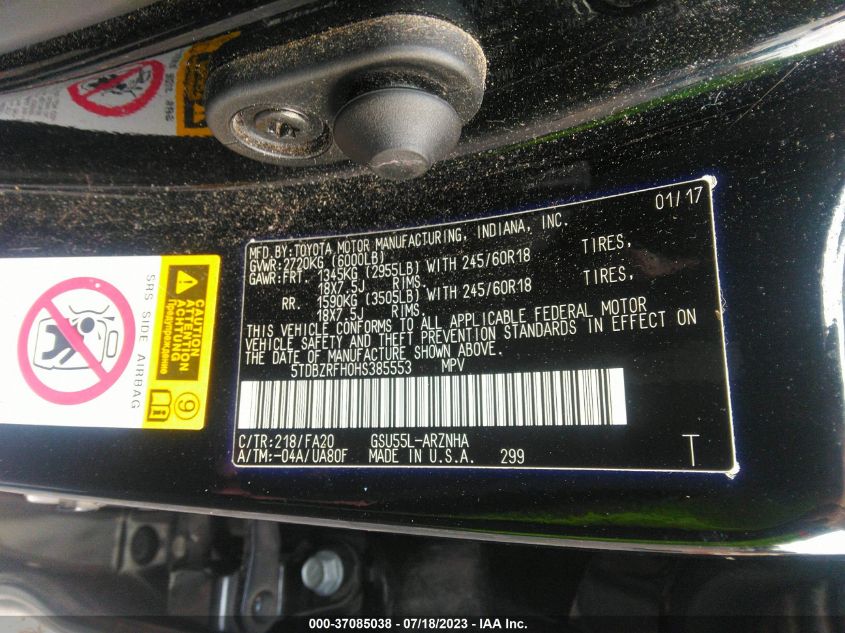 01/17
MFD.BY:TOYOTA MOTOR MANUFACTURING, INDIANA, INC.
GVWR:2720KG (6000LB)
GAWR:FRT. 1345KG (2955LB) WITH 245/60R18 TIRES,
18X7.5J RIMS,
RR. 1590KG (3505LB) WITH 245/60R18 TIRES,
18X7.5J RIMS,
THIS VEHICLE CONFORMS TO ALL APPLICABLE FEDERAL MOTOR
VEHICLE SAFETY AND THEFT PREVENTION STANDARDS IN EFFECT ON
THE DATE OF MANUFACTURE SHOWN ABOVE.
5TDBZRFH0HS385553 MPV
C/TR:218/FA20 GSU55L-ARZNHA
A/TM:-04A/UA80F MADE IN U.S.A. 299 T
SRS SIDE AIRBAG
CAUTION
ATTENTION
ACHTUNG
Предупреждение
9
000-37085038 - 07/18/2023 - IAA Inc.